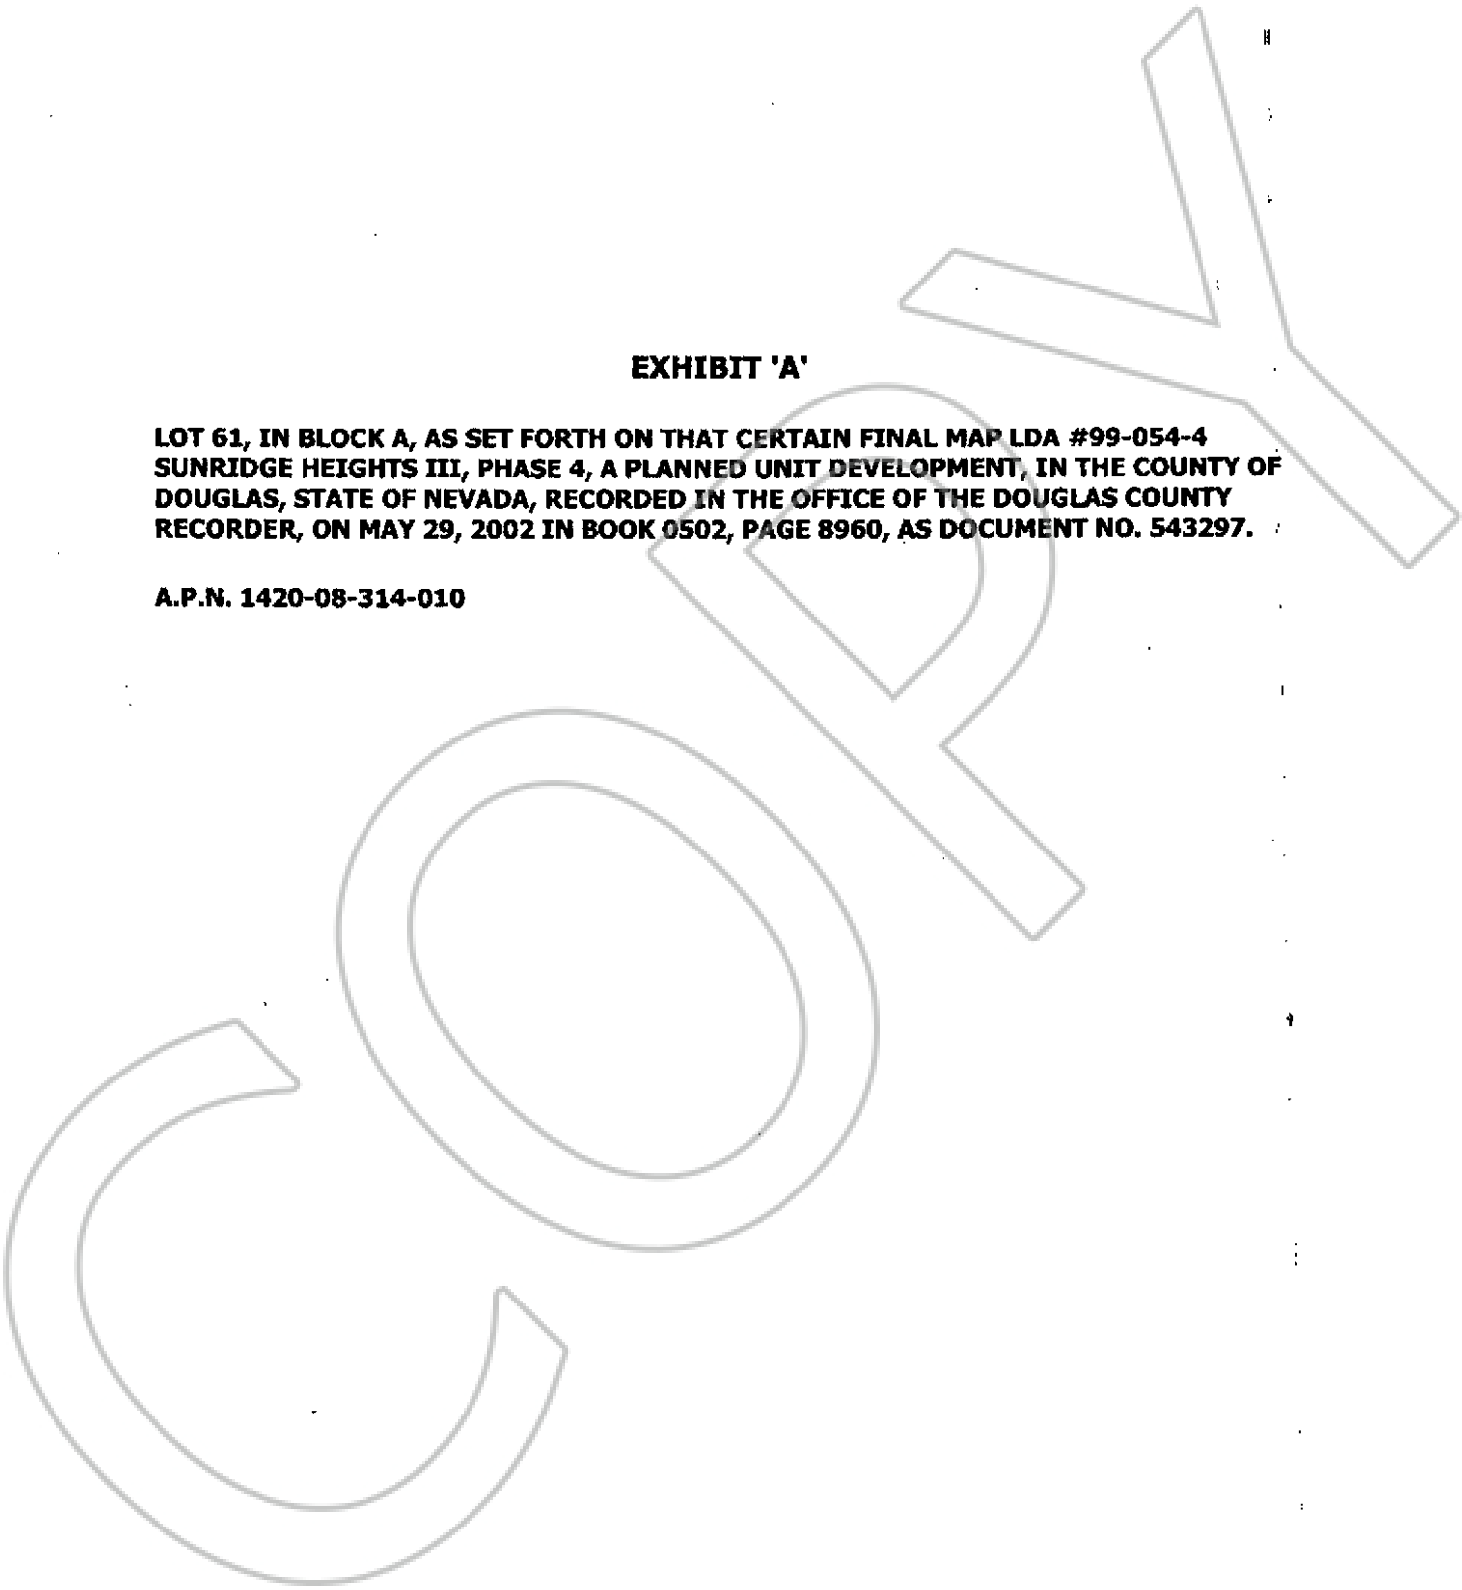 EXHIBIT 'A'
LOT 61, IN BLOCK A, AS SET FORTH ON THAT CERTAIN FINAL MAP LDA #99-054-4
SUNRIDGE HEIGHTS III, PHASE 4, A PLANNED UNIT DEVELOPMENT, IN THE COUNTY OF
DOUGLAS, STATE OF NEVADA, RECORDED IN THE OFFICE OF THE DOUGLAS COUNTY
RECORDER, ON MAY 29, 2002 IN BOOK 0502, PAGE 8960, AS DOCUMENT NO. 543297.
A.P.N. 1420-08-314-010
COPY